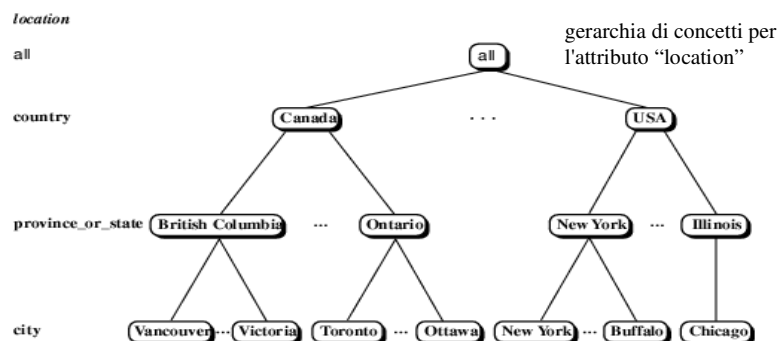 location
gerarchia di concetti per
l'attributo “location”
all
all
country
Canada
. . .
USA
province_or_state
British Columbia
...
Ontario
New York
...
Illinois
city
Vancouver
...
Victoria
Toronto
...
Ottawa
New York
...
Buffalo
Chicago